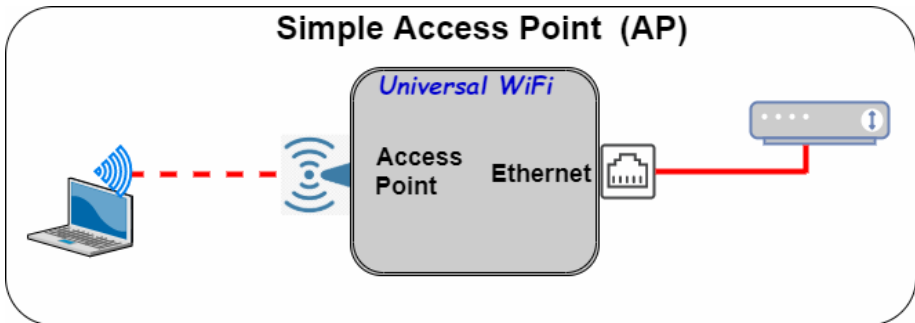 Simple Access Point (AP)
Universal WiFi
Access
Point
Ethernet